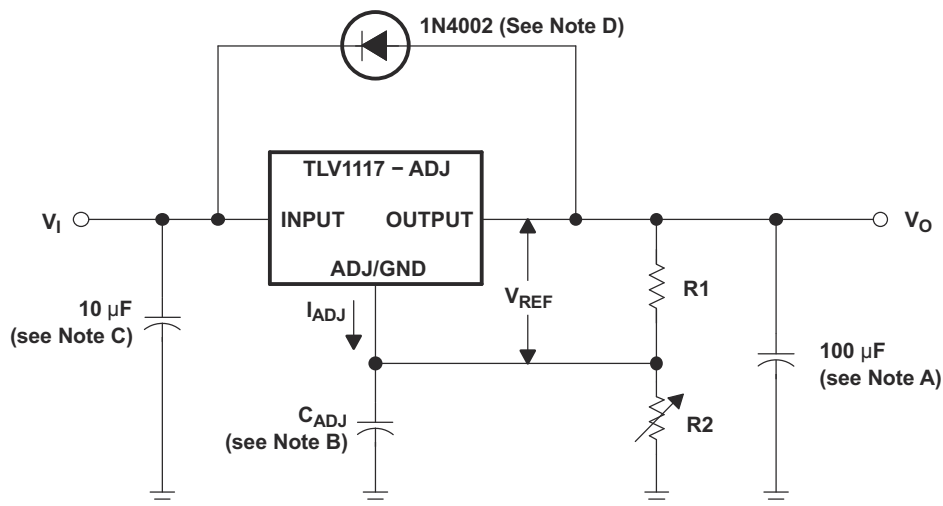 1N4002 (See Note D)
TLV1117 − ADJ
V_I
INPUT
OUTPUT
V_O
ADJ/GND
10 μF
(see Note C)
I_ADJ
V_REF
R1
100 μF
(see Note A)
C_ADJ
(see Note B)
R2